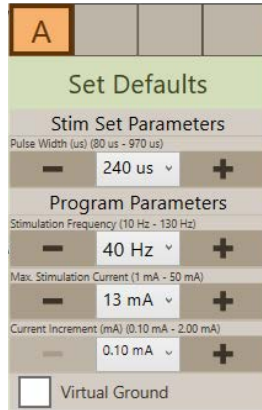 A
Set Defaults
Stim Set Parameters
Pulse Width (us) (80 us - 970 us)
240 us
Program Parameters
Stimulation Frequency (10 Hz - 130 Hz)
40 Hz
Max. Stimulation Current (1 mA - 50 mA)
13 mA
Current Increment (mA) (0.10 mA - 2.00 mA)
0.10 mA
Virtual Ground